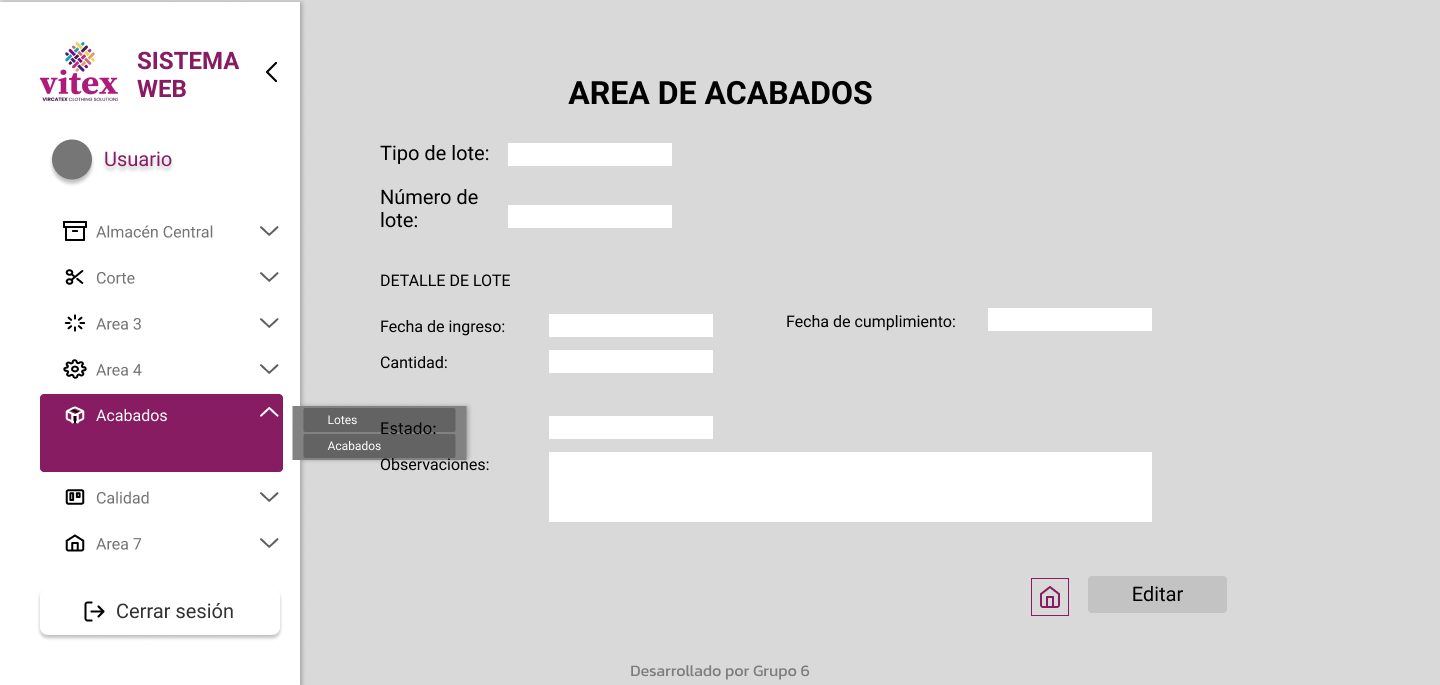 vitex
VIRCATEX CLOTHING SOLUTIONS
SISTEMA
WEB
Usuario
Almacén Central
Corte
Area 3
Area 4
Acabados
Lotes
Acabados
Calidad
Area 7
Cerrar sesión
AREA DE ACABADOS
Tipo de lote:
Número de
lote:
DETALLE DE LOTE
Fecha de ingreso:
Fecha de cumplimiento:
Cantidad:
Estado:
Observaciones:
Editar
Desarrollado por Grupo 6